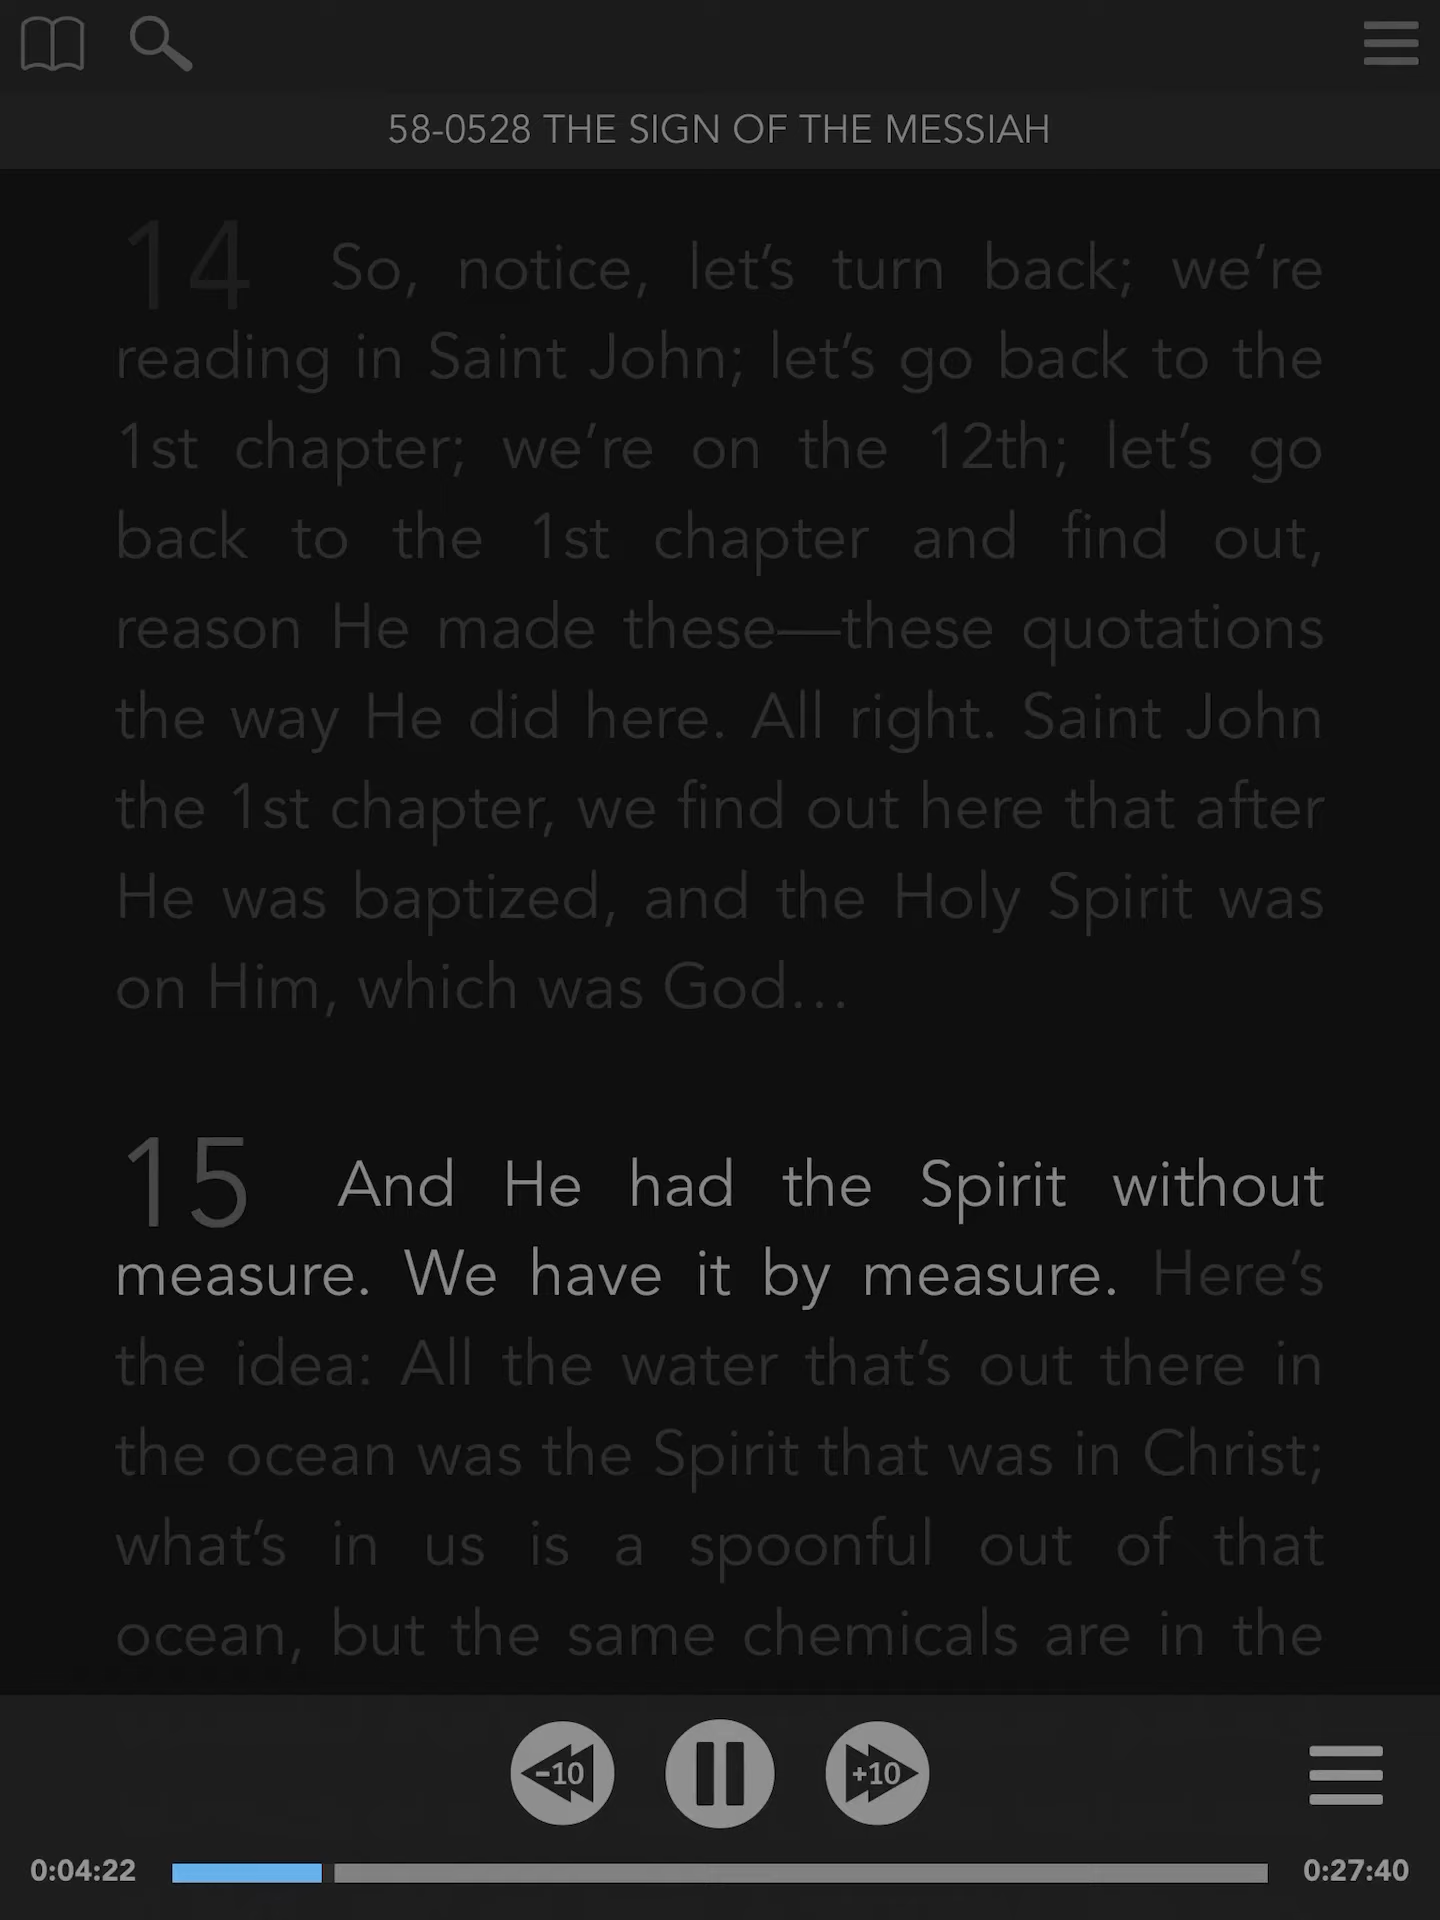 58-0528 THE SIGN OF THE MESSIAH
14 So, notice, let’s turn back; we’re
reading in Saint John; let’s go back to the
1st chapter; we’re on the 12th; let’s go
back to the 1st chapter and find out,
reason He made these—these quotations
the way He did here. All right. Saint John
the 1st chapter, we find out here that after
He was baptized, and the Holy Spirit was
on Him, which was God…
15 And He had the Spirit without
measure. We have it by measure. Here’s
the idea: All the water that’s out there in
the ocean was the Spirit that was in Christ;
what’s in us is a spoonful out of that
ocean, but the same chemicals are in the
-10 +10
0:04:22 0:27:40